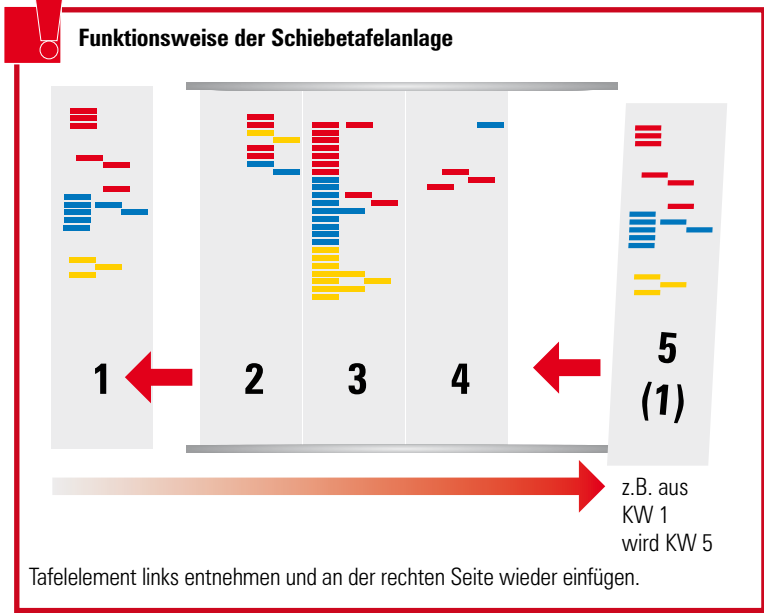 Funktionsweise der Schiebetafelanlage
1
2
3
4
5
(1)
z.B. aus
KW 1
wird KW 5
Tafelelement links entnehmen und an der rechten Seite wieder einfügen.